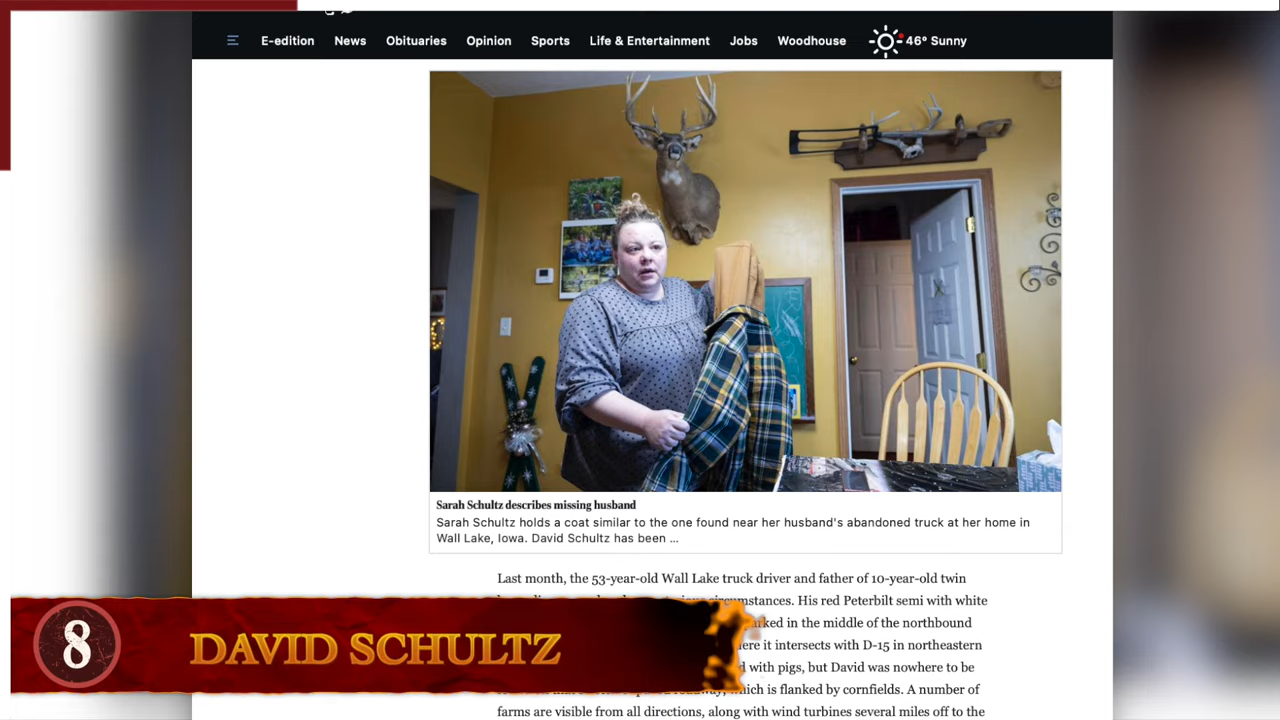 E-edition News Obituaries Opinion Sports Life & Entertainment Jobs Woodhouse 46° Sunny
Sarah Schultz describes missing husband
Sarah Schultz holds a coat similar to the one found near her husband's abandoned truck at her home in
Wall Lake, Iowa. David Schultz has been ...
Last month, the 53-year-old Wall Lake truck driver and father of 10-year-old twin
circumstances. His red Peterbilt semi with white
parked in the middle of the northbound
where it intersects with D-15 in northeastern
with pigs, but David was nowhere to be
which is flanked by cornfields. A number of
farms are visible from all directions, along with wind turbines several miles off to the
8 DAVID SCHULTZ